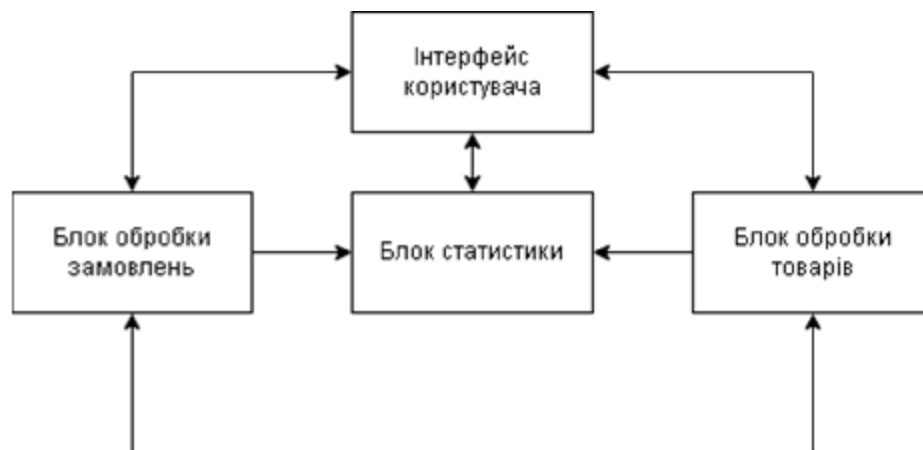 Інтерфейс
користувача
Блок обробки
замовлень
Блок статистики
Блок обробки
товарів